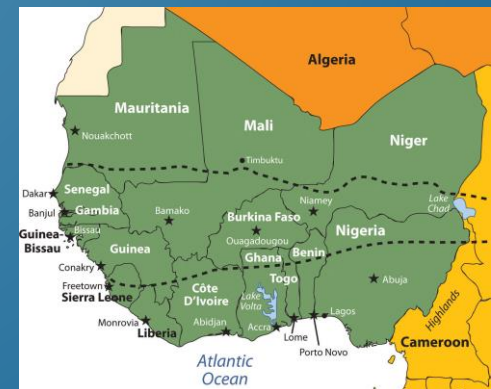 Algeria
Mauritania
Mali
Niger
Nouakchott
Timbuktu
Dakar
Senegal
Banjul
Gambia
Bamako
Burkina Faso
Niamey
Lake
Chad
Guinea-
Bissau
Bissau
Ouagadougou
Nigeria
Guinea
Ghana
Benin
Togo
Conakry
Freetown
Sierra Leone
Côte
D'Ivoire
Lake
Volta
Abuja
Highlands
Monrovia
Liberia
Abidjan
Accra
Lome
Lagos
Porto Novo
Cameroon
Atlantic
Ocean